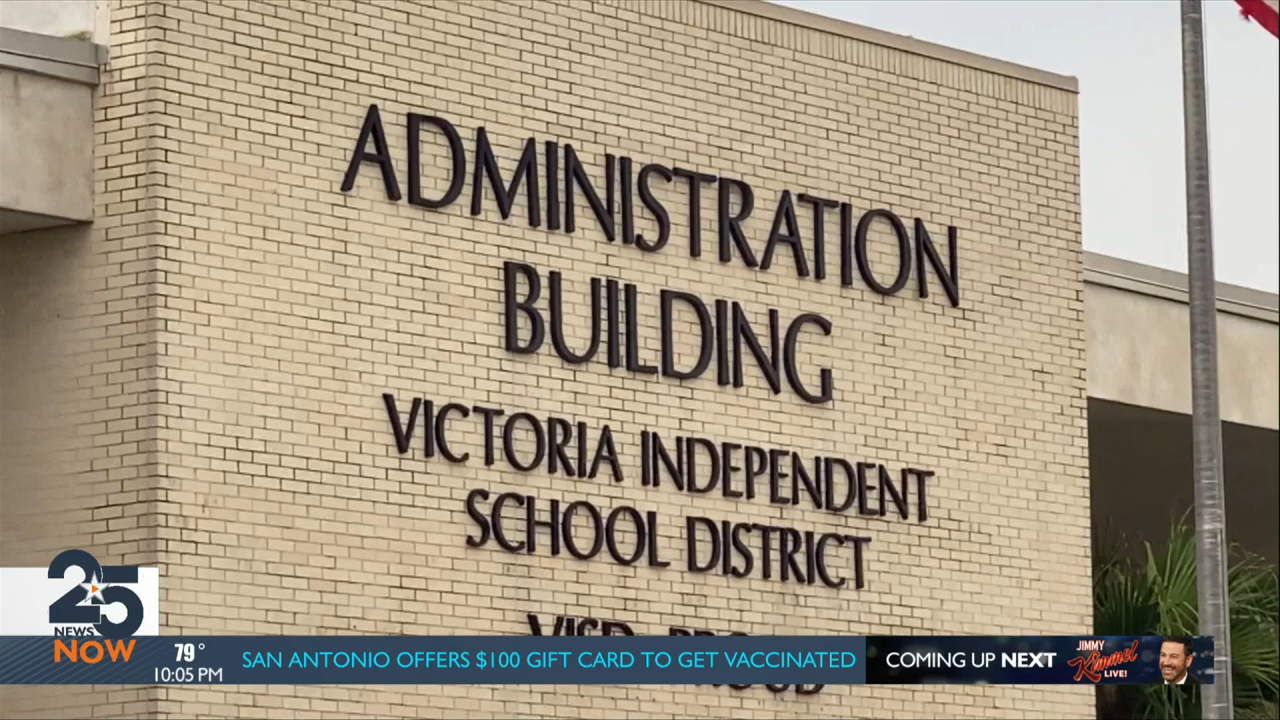 ADMINISTRATION
BUILDING
VICTORIA INDEPENDENT
SCHOOL DISTRICT
VISD
25
NEWS
NOW
79°
10:05 PM
SAN ANTONIO OFFERS $100 GIFT CARD TO GET VACCINATED
COMING UP NEXT
JIMMY
Kimmel
LIVE!